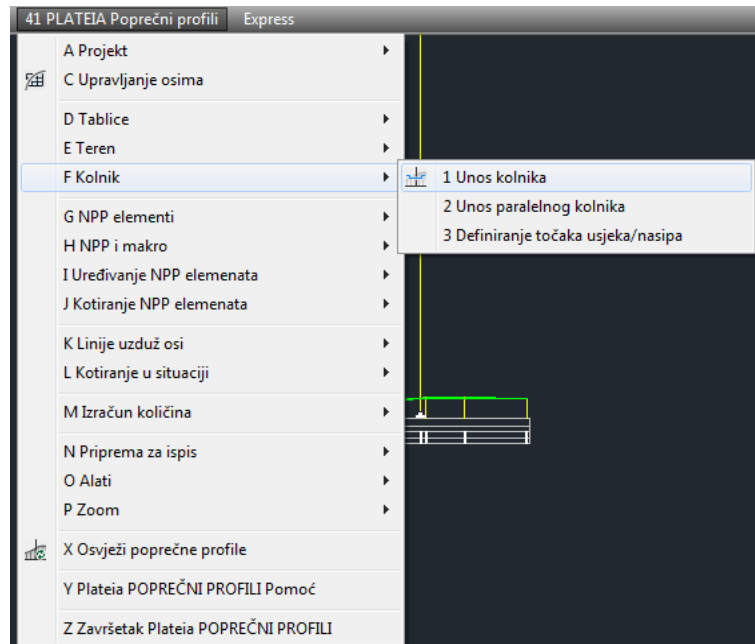 41 PLATEIA Poprečni profili Express
A Projekt
C Upravljanje osima
D Tablice
E Teren
F Kolnik
1 Unos kolnika
2 Unos paralelnog kolnika
3 Definiranje točaka usjeka/nasipa
G NPP elementi
H NPP i makro
I Uređivanje NPP elemenata
J Kotiranje NPP elemenata
K Linije uzduž osi
L Kotiranje u situaciji
M Izračun količina
N Priprema za ispis
O Alati
P Zoom
X Osvježi poprečne profile
Y Plateia POPREČNI PROFILI Pomoć
Z Završetak Plateia POPREČNI PROFILI